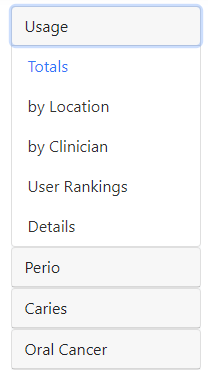 Usage
Totals
by Location
by Clinician
User Rankings
Details
Perio
Caries
Oral Cancer